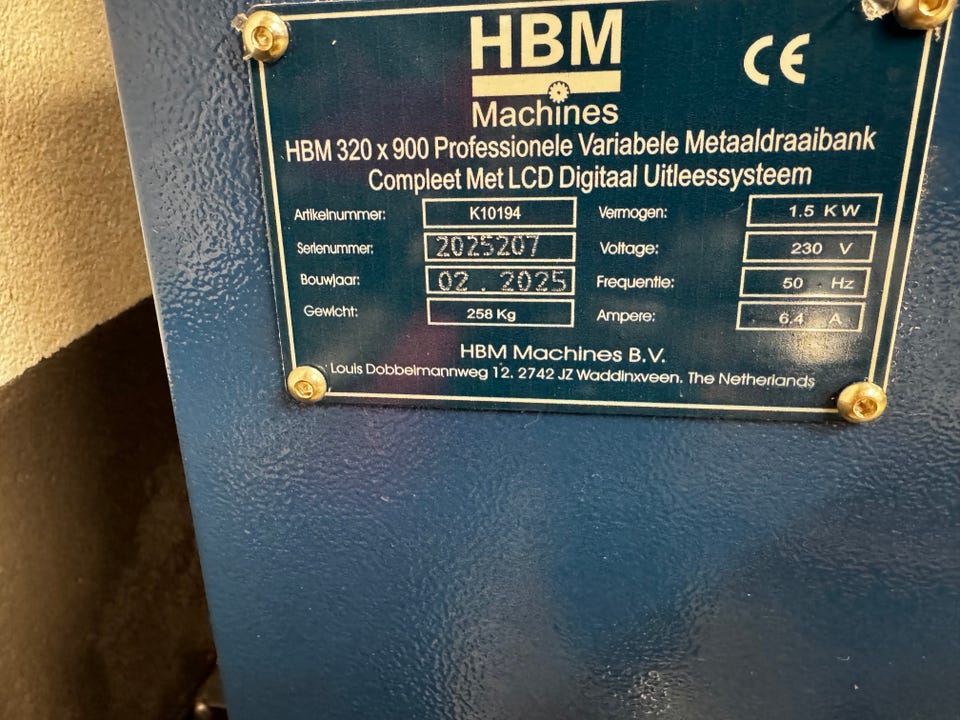 HBM
Machines
CE
HBM 320 x 900 Professionele Variabele Metaaldraaibank
Compleet Met LCD Digitaal Uitleessysteem
Artikelnummer: K10194 Vermogen: 1.5 KW
Serienummer: 2025207 Voltage: 230 V
Bouwjaar: 02.2025 Frequentie: 50 Hz
Gewicht: 258 Kg Ampere: 6.4 A
HBM Machines B.V.
Louis Dobbelmannweg 12. 2742 JZ Waddinxveen. The Netherlands